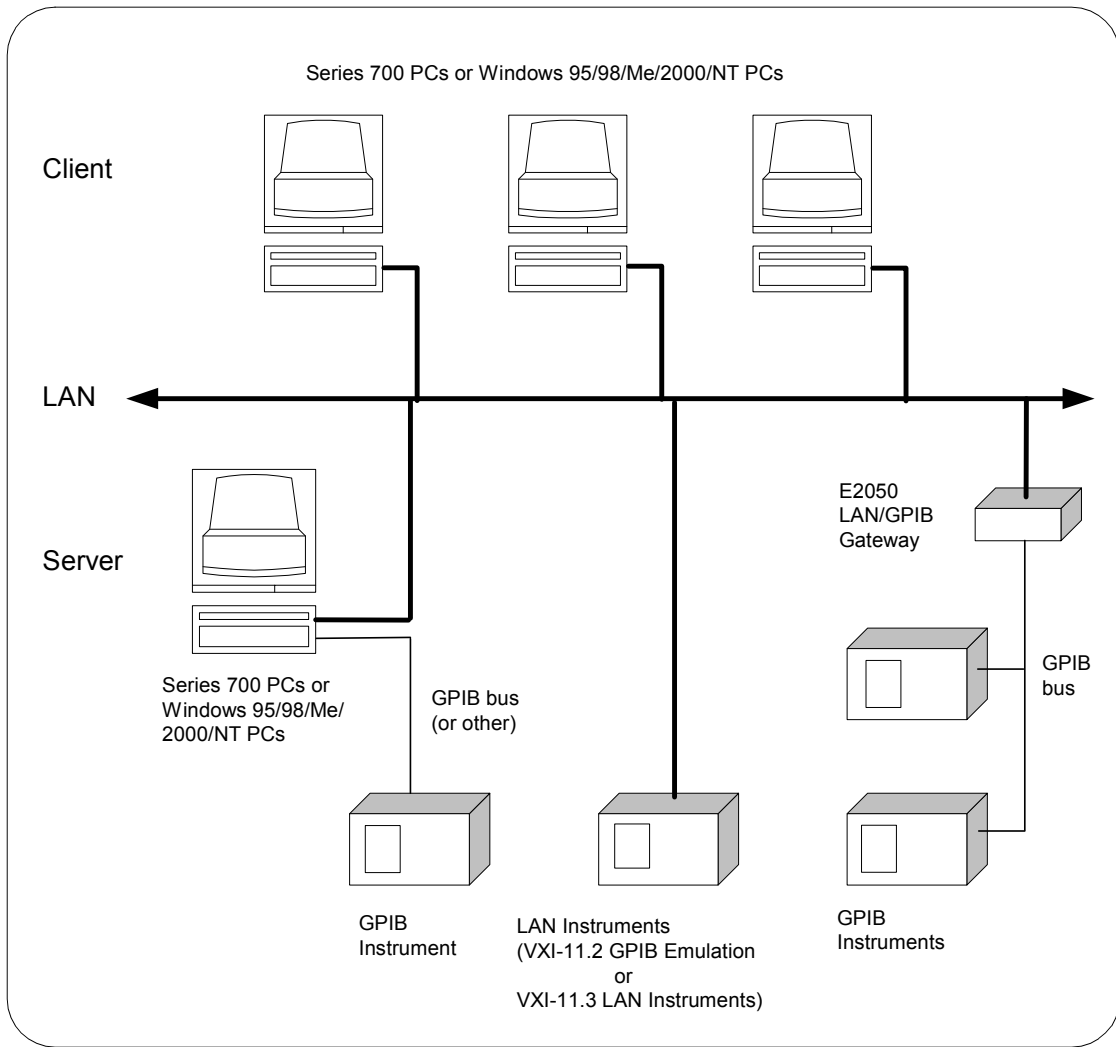 Series 700 PCs or Windows 95/98/Me/2000/NT PCs
Client
LAN
E2050
LAN/GPIB
Gateway
Server
GPIB
bus
Series 700 PCs or
Windows 95/98/Me/
2000/NT PCs
GPIB bus
(or other)
GPIB
Instrument
LAN Instruments
(VXI-11.2 GPIB Emulation
or
VXI-11.3 LAN Instruments)
GPIB
Instruments